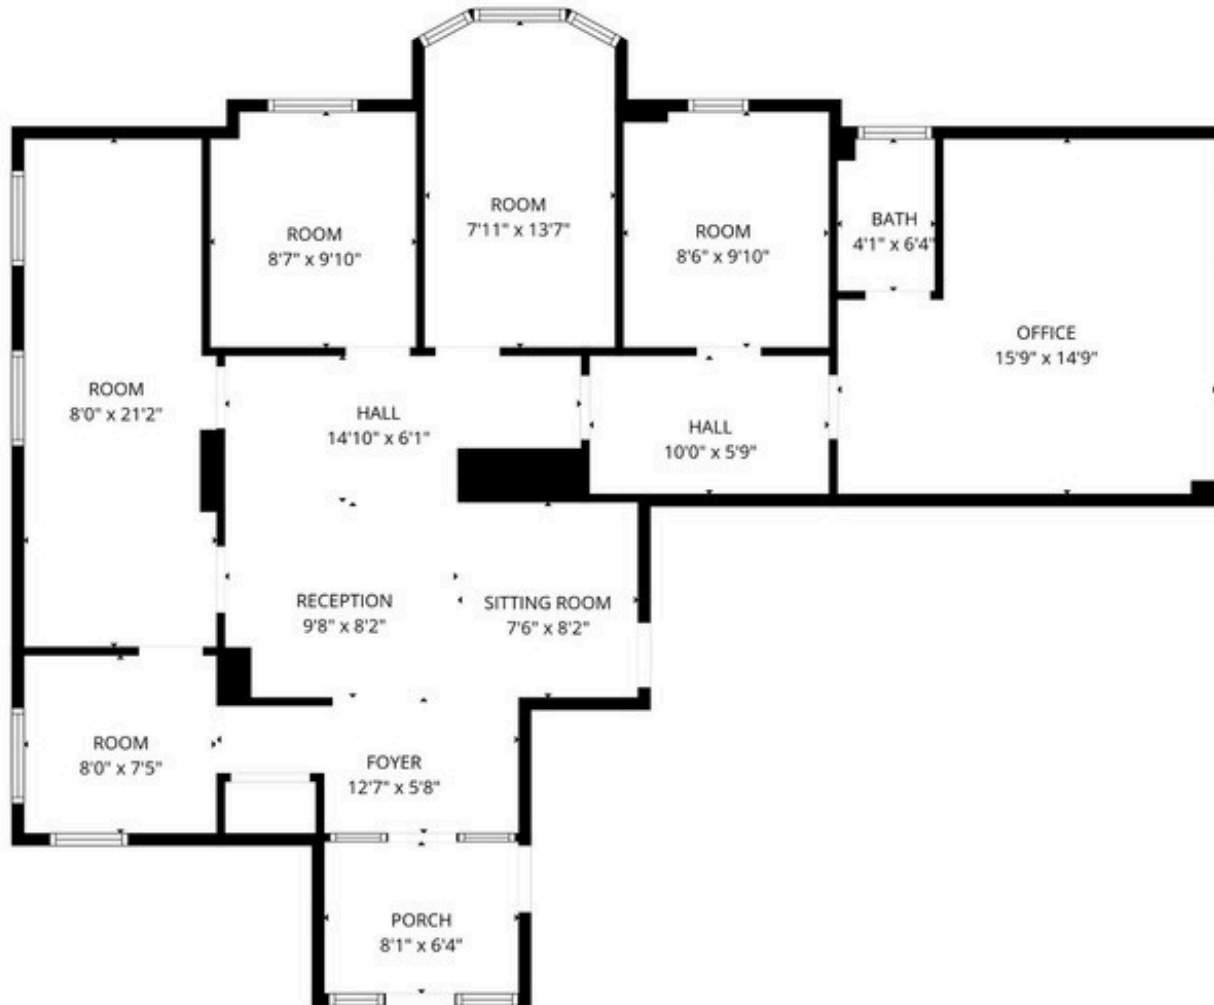 ROOM
7'11" x 13'7"
ROOM
8'7" x 9'10"
ROOM
8'6" x 9'10"
BATH
4'1" x 6'4"
OFFICE
15'9" x 14'9"
ROOM
8'0" x 21'2"
HALL
14'10" x 6'1"
HALL
10'0" x 5'9"
RECEPTION
9'8" x 8'2"
SITTING ROOM
7'6" x 8'2"
ROOM
8'0" x 7'5"
FOYER
12'7" x 5'8"
PORCH
8'1" x 6'4"